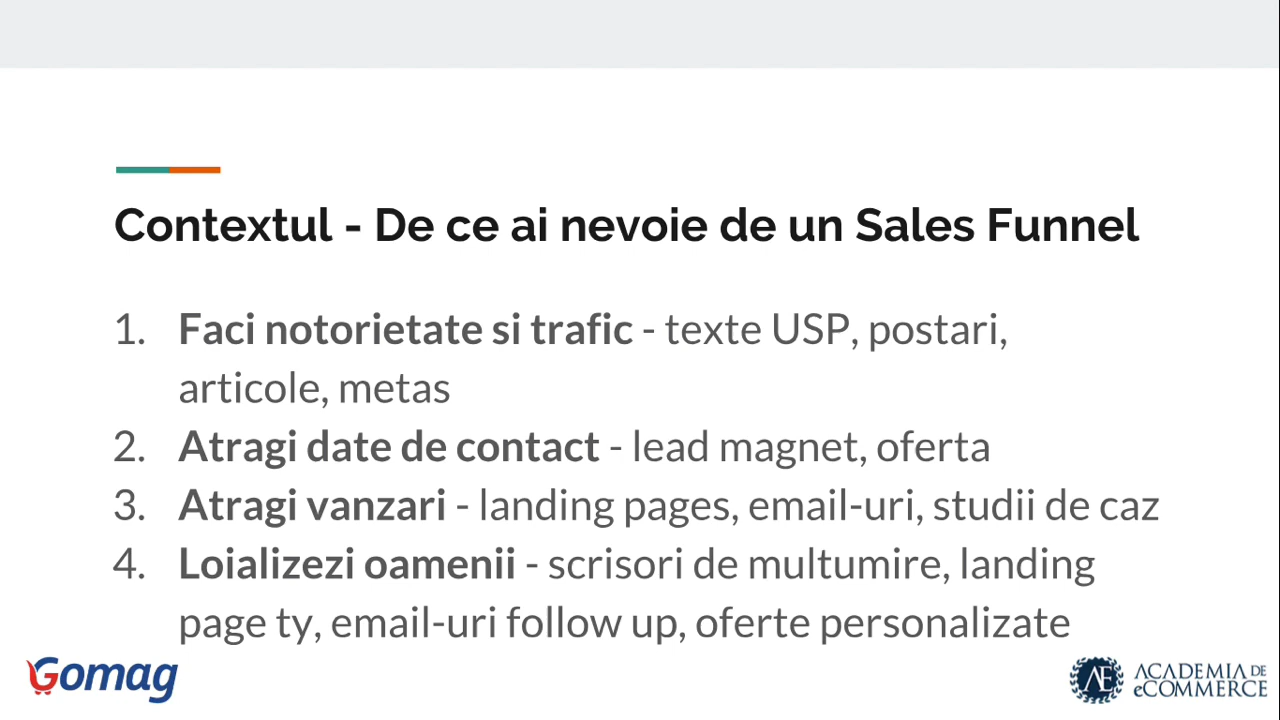 Contextul - De ce ai nevoie de un Sales Funnel
1. Faci notorietate si trafic - texte USP, postari,
articole, metas
2. Atragi date de contact - lead magnet, oferta
3. Atragi vanzari - landing pages, email-uri, studii de caz
4. Loializezi oamenii - scrisori de multumire, landing
page ty, email-uri follow up, oferte personalizate
Gomag
AE
ACADEMIA DE
eCOMMERCE